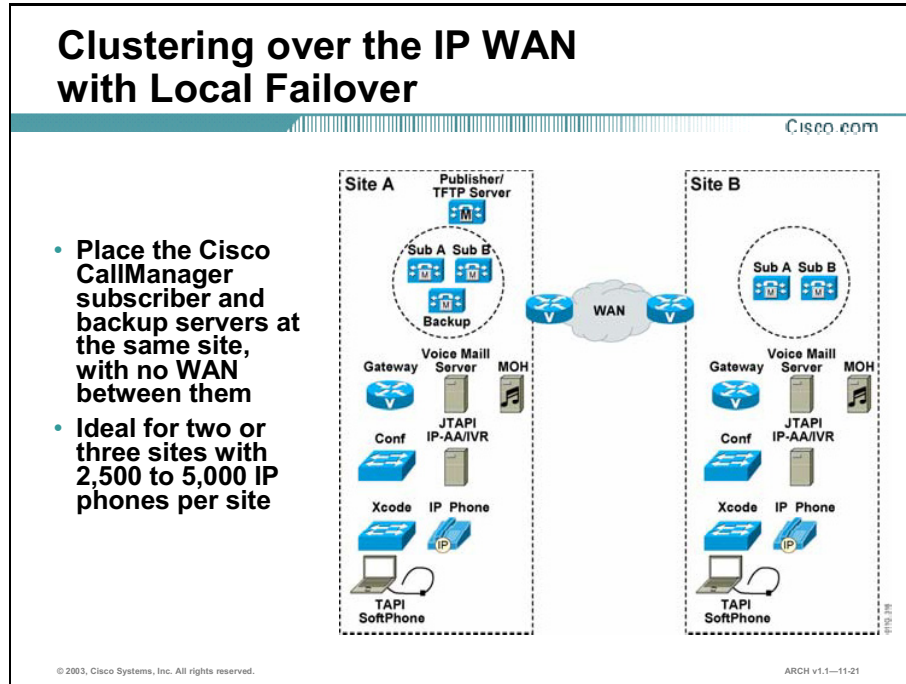 Clustering over the IP WAN
with Local Failover
Cisco.com
• Place the Cisco
CallManager
subscriber and
backup servers at
the same site,
with no WAN
between them
• Ideal for two or
three sites with
2,500 to 5,000 IP
phones per site
Site A
Publisher/
TFTP Server
M
Sub A Sub B
M M
M
Backup
V
WAN
V
Gateway
Voice Maill
Server
MOH
V
Conf
JTAPI
IP-AA/IVR
Xcode
IP Phone
IP
TAPI
SoftPhone
Site B
Sub A Sub B
M M
Gateway
Voice Maill
Server
MOH
V
Conf
JTAPI
IP-AA/IVR
Xcode
IP Phone
IP
TAPI
SoftPhone
© 2003, Cisco Systems, Inc. All rights reserved.
ARCH v1.1—11-21